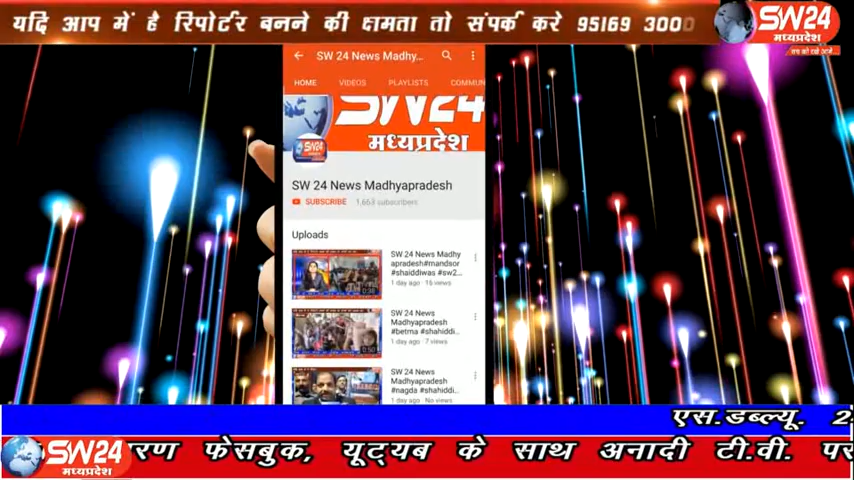 यदि आप में है रिपोर्टर बनने की क्षमता तो संपर्क करे 95169 3000
SW24
मध्यप्रदेश
SW 24 News Madhy...
HOME VIDEOS PLAYLISTS COMMUN
SW24
मध्यप्रदेश
SW 24 News Madhyapradesh
SUBSCRIBE 1,663 subscribers
Uploads
SW 24 News Madhy
apradesh#mandsor
#shaiddiwas #sw2...
1 day ago · 15 views
SW 24 News
Madhyapradesh
#betma #shahiddi...
1 day ago · 7 views
SW 24 News
Madhyapradesh
#nagda #shahiddi...
1 day ago · No views
एस.डब्ल्यू. 2
SW24
मध्यप्रदेश
रण फेसबुक, यूट्यब के साथ अनादी टी.वी. पर